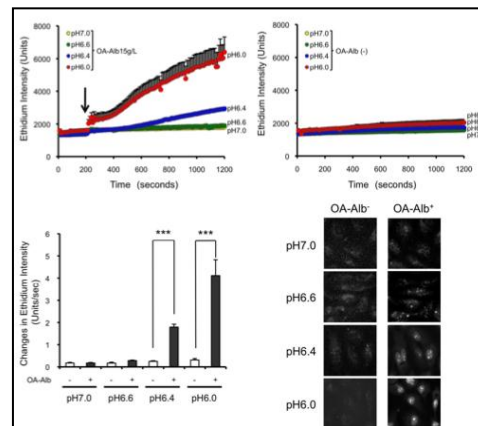 8000
6000
4000
2000
0
Ethidium Intensity (Units)
pH7.0
pH6.6
pH6.4
pH6.0
OA-Alb15g/L
pH6.0
pH6.4
pH6.6
pH7.0
0 200 400 600 800 1000 1200
Time (seconds)
8000
6000
4000
2000
0
Ethidium Intensity (Units)
pH7.0
pH6.6
pH6.4
pH6.0
OA-Alb (-)
pH7.
0 200 400 600 800 1000 1200
Time (seconds)
6
5
4
3
2
1
0
Changes in Ethidium Intensity
(Units/sec)
*** ***
OA-Alb - + - + - + - +
pH7.0 pH6.6 pH6.4 pH6.0
OA-Alb- OA-Alb+
pH7.0
pH6.6
pH6.4
pH6.0